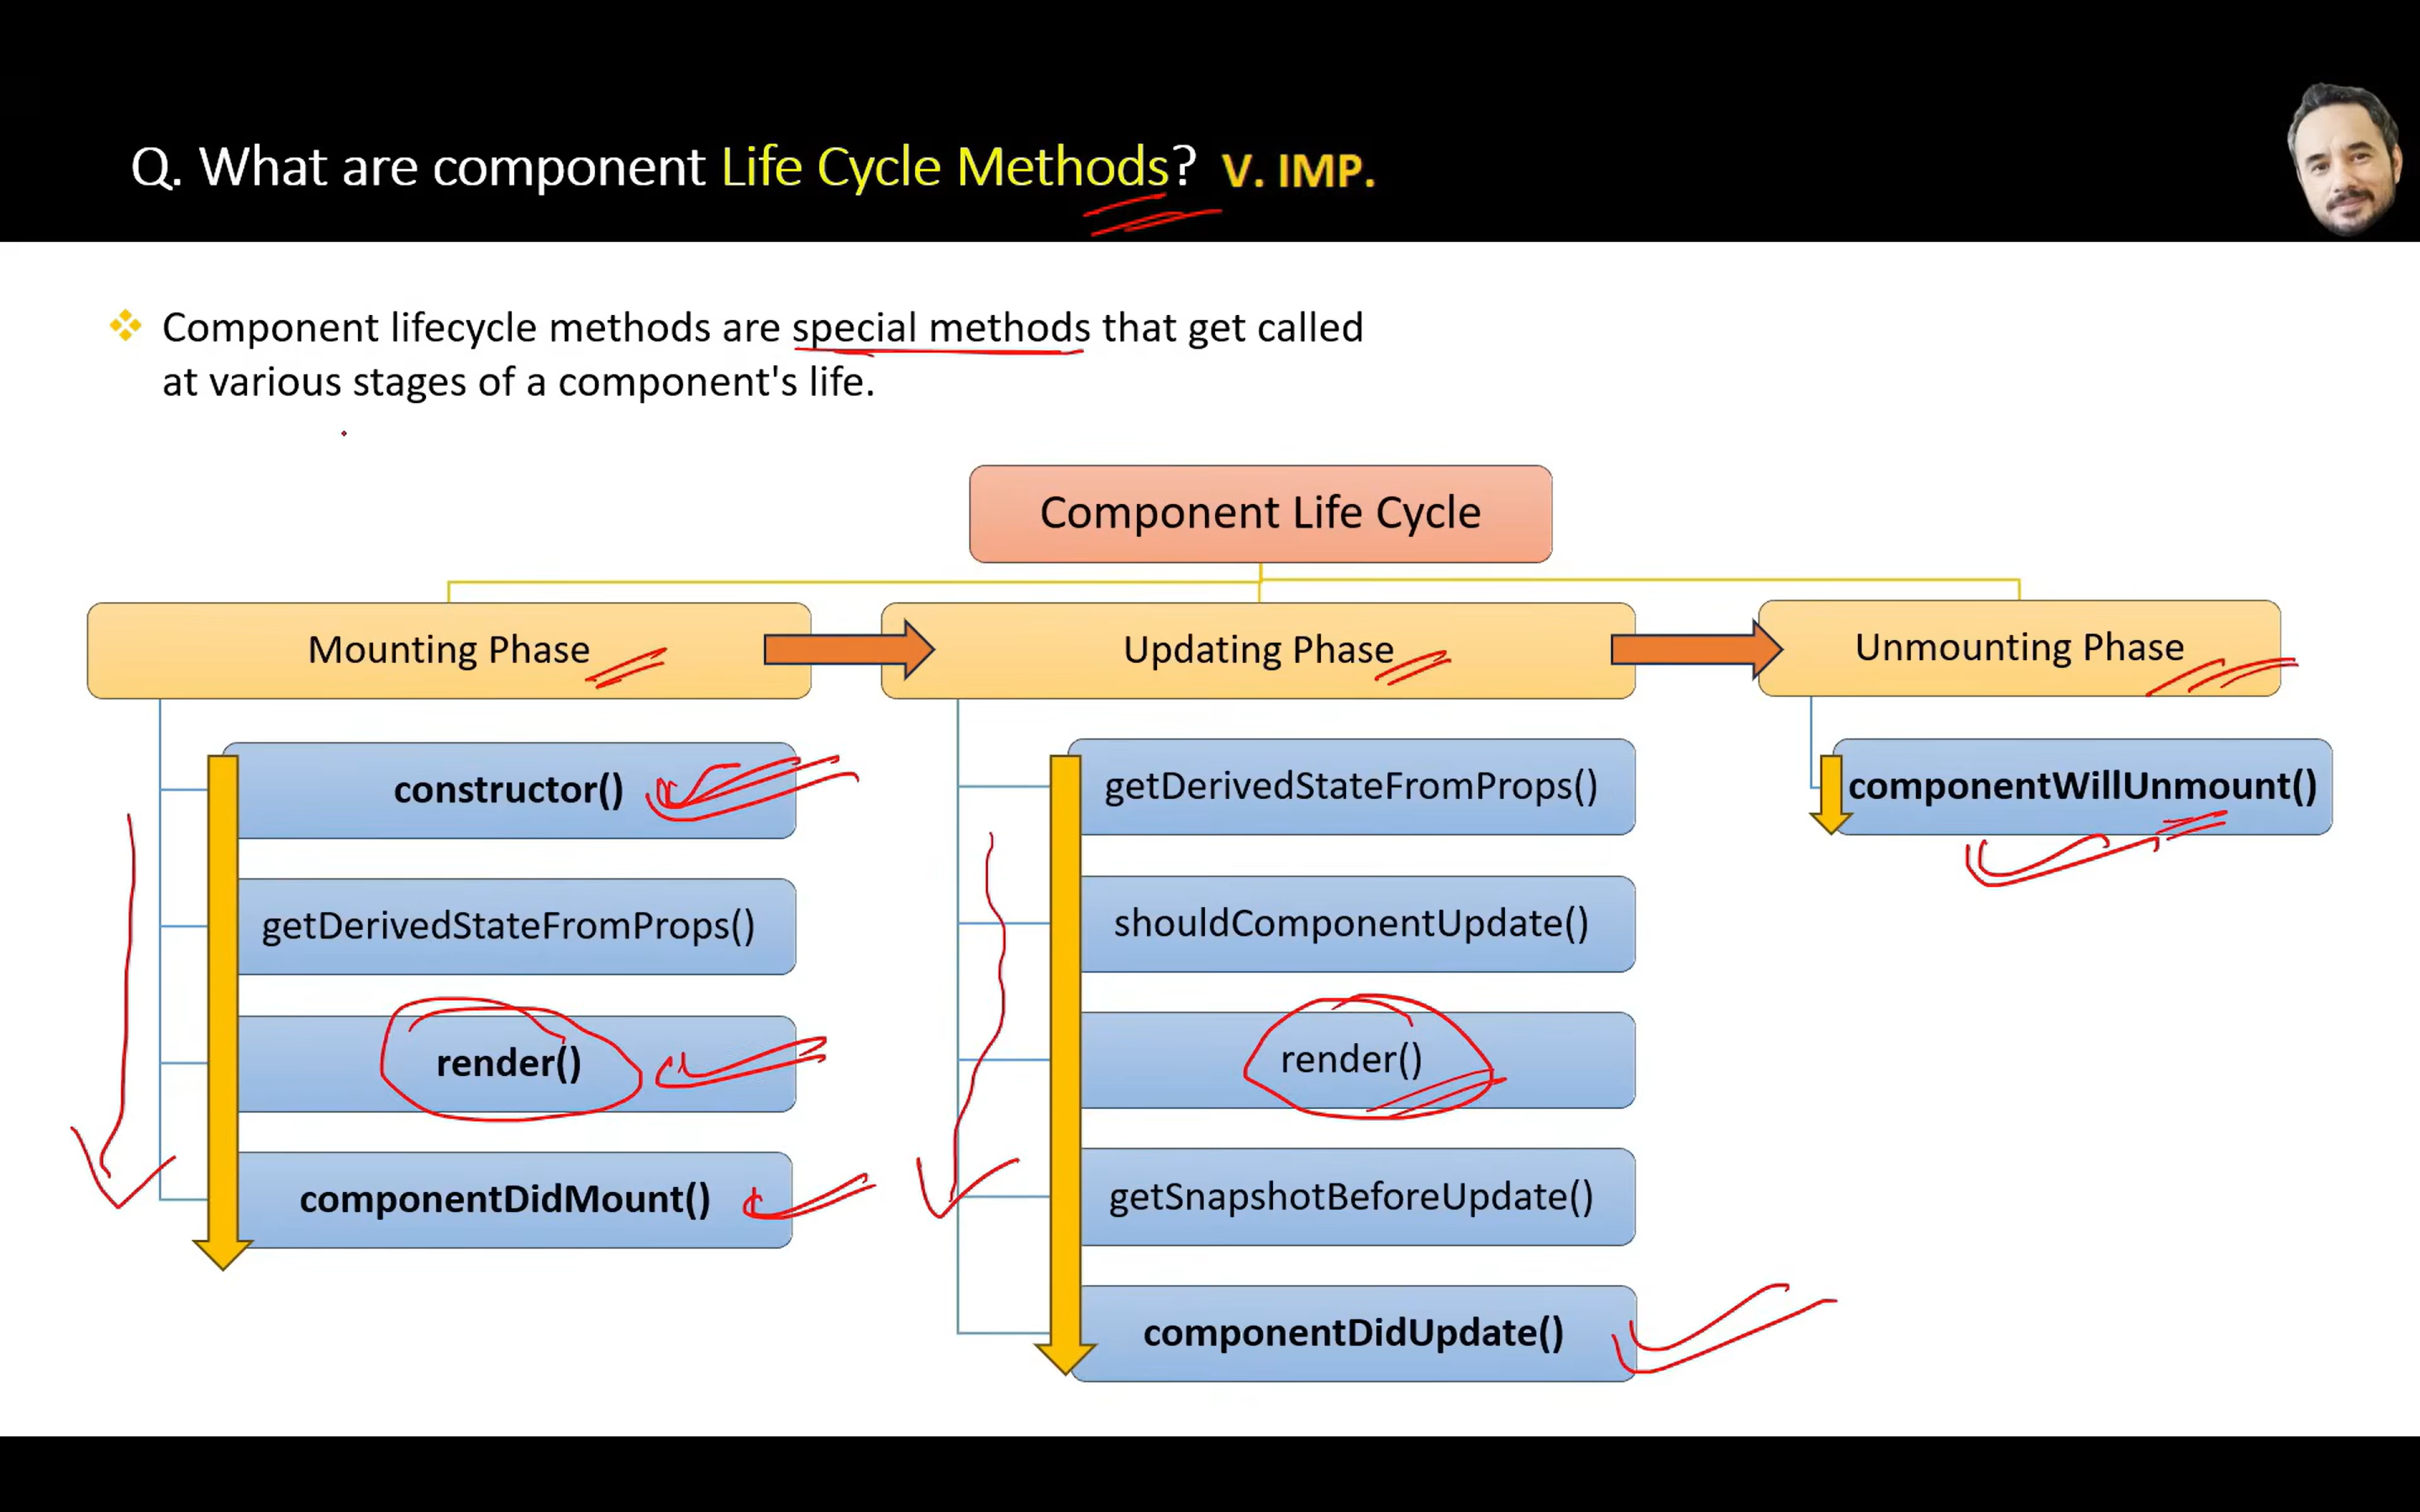 Q. What are component Life Cycle Methods? V. IMP.
Component lifecycle methods are special methods that get called
at various stages of a component's life.
Component Life Cycle
Mounting Phase
constructor()
getDerivedStateFromProps()
render()
componentDidMount()
Updating Phase
getDerivedStateFromProps()
shouldComponentUpdate()
render()
getSnapshotBeforeUpdate()
componentDidUpdate()
Unmounting Phase
componentWillUnmount()